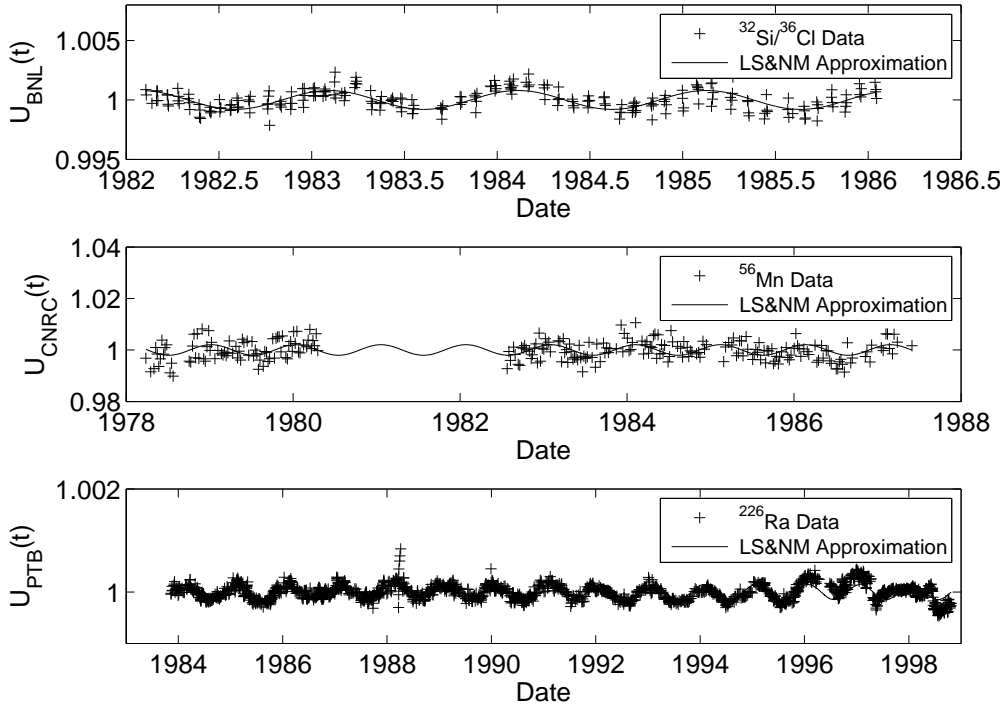 1.005
1
0.995
U_BNL(t)
^32Si/^36Cl Data
LS&NM Approximation
1982 1982.5 1983 1983.5 1984 1984.5 1985 1985.5 1986 1986.5
Date
1.04
1.02
1
0.98
U_CNRC(t)
^56Mn Data
LS&NM Approximation
1978 1980 1982 1984 1986 1988
Date
1.002
1
U_PTB(t)
^226Ra Data
LS&NM Approximation
1984 1986 1988 1990 1992 1994 1996 1998
Date